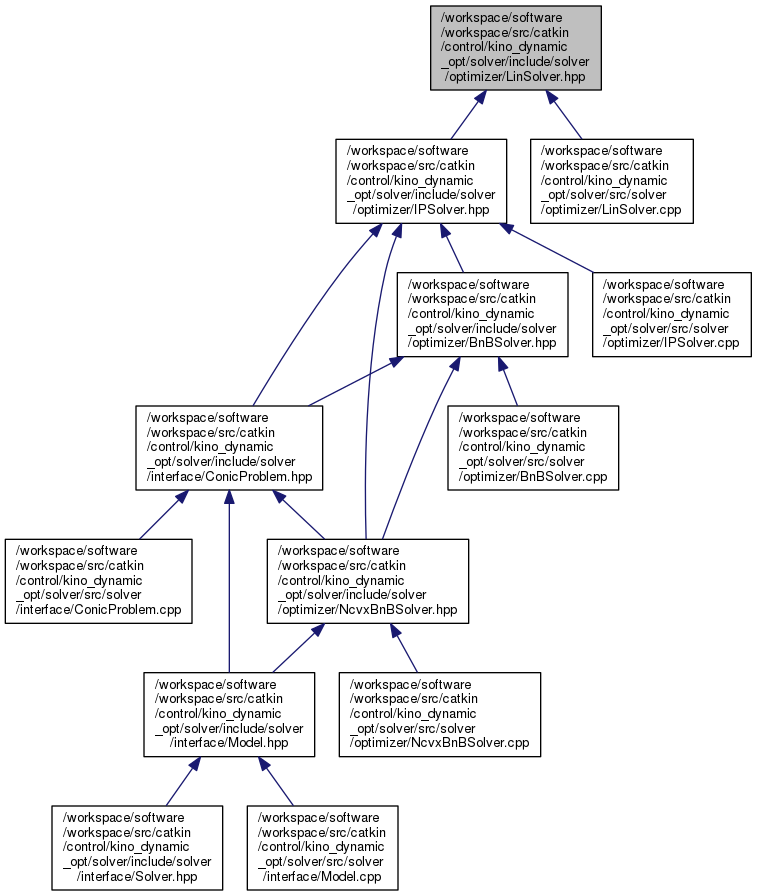 /workspace/software
/workspace/src/catkin
/control/kino_dynamic
_opt/solver/include/solver
/optimizer/LinSolver.hpp
/workspace/software
/workspace/src/catkin
/control/kino_dynamic
_opt/solver/include/solver
/optimizer/IPSolver.hpp
/workspace/software
/workspace/src/catkin
/control/kino_dynamic
_opt/solver/src/solver
/optimizer/LinSolver.cpp
/workspace/software
/workspace/src/catkin
/control/kino_dynamic
_opt/solver/include/solver
/optimizer/BnBSolver.hpp
/workspace/software
/workspace/src/catkin
/control/kino_dynamic
_opt/solver/src/solver
/optimizer/IPSolver.cpp
/workspace/software
/workspace/src/catkin
/control/kino_dynamic
_opt/solver/include/solver
/interface/ConicProblem.hpp
/workspace/software
/workspace/src/catkin
/control/kino_dynamic
_opt/solver/src/solver
/optimizer/BnBSolver.cpp
/workspace/software
/workspace/src/catkin
/control/kino_dynamic
_opt/solver/src/solver
/interface/ConicProblem.cpp
/workspace/software
/workspace/src/catkin
/control/kino_dynamic
_opt/solver/include/solver
/optimizer/NcvxBnBSolver.hpp
/workspace/software
/workspace/src/catkin
/control/kino_dynamic
_opt/solver/include/solver
/interface/Model.hpp
/workspace/software
/workspace/src/catkin
/control/kino_dynamic
_opt/solver/src/solver
/optimizer/NcvxBnBSolver.cpp
/workspace/software
/workspace/src/catkin
/control/kino_dynamic
_opt/solver/include/solver
/interface/Solver.hpp
/workspace/software
/workspace/src/catkin
/control/kino_dynamic
_opt/solver/src/solver
/interface/Model.cpp